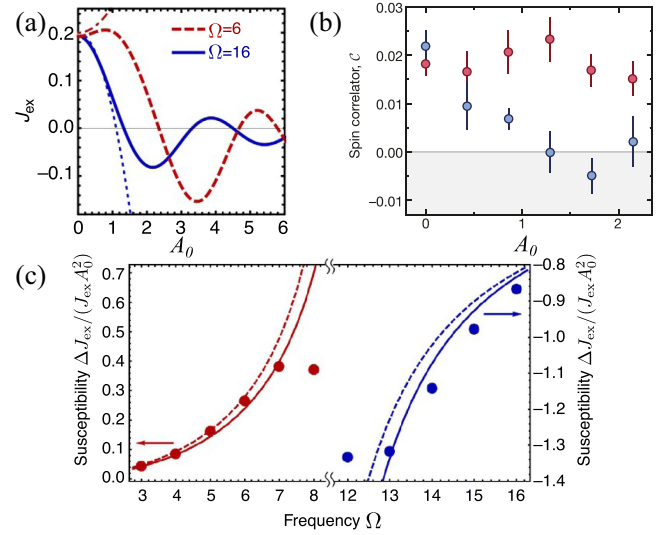 (a)
Ω=6
Ω=16
J_ex
0.2
0.1
0.0
−0.1
0 1 2 3 4 5 6
A_0
(b)
Spin correlator, 𝒞
0.03
0.02
0.01
0.00
−0.01
0 1 2
A_0
(c)
Susceptibility ΔJ_ex/(J_ex A_0^2)
0.7
0.6
0.5
0.4
0.3
0.2
0.1
0.0
3 4 5 6 7 8 12 13 14 15 16
Frequency Ω
−0.8
−0.9
−1.0
−1.1
−1.2
−1.3
−1.4
Susceptibility ΔJ_ex/(J_ex A_0^2)